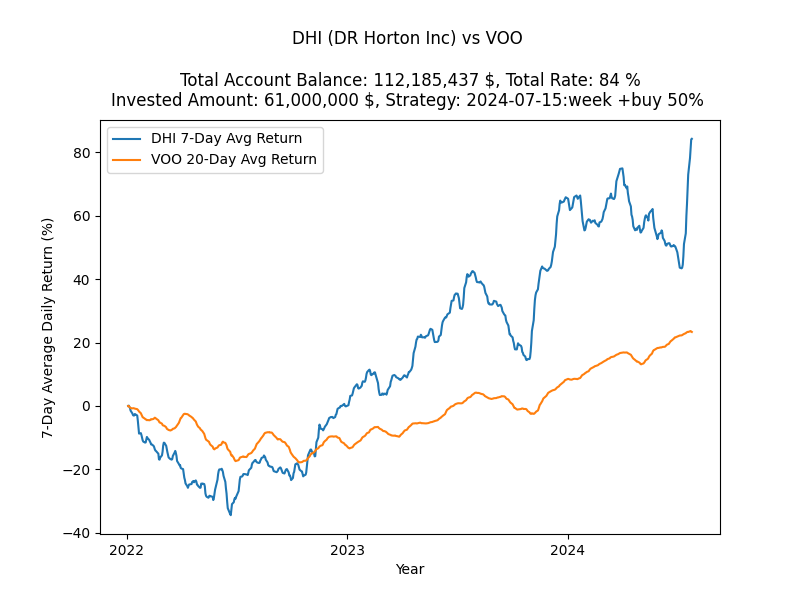 DHI (DR Horton Inc) vs VOO
Total Account Balance: 112,185,437 $, Total Rate: 84 %
Invested Amount: 61,000,000 $, Strategy: 2024-07-15:week +buy 50%
DHI 7-Day Avg Return
VOO 20-Day Avg Return
7-Day Average Daily Return (%)
80
60
40
20
0
−20
−40
2022
2023
2024
Year